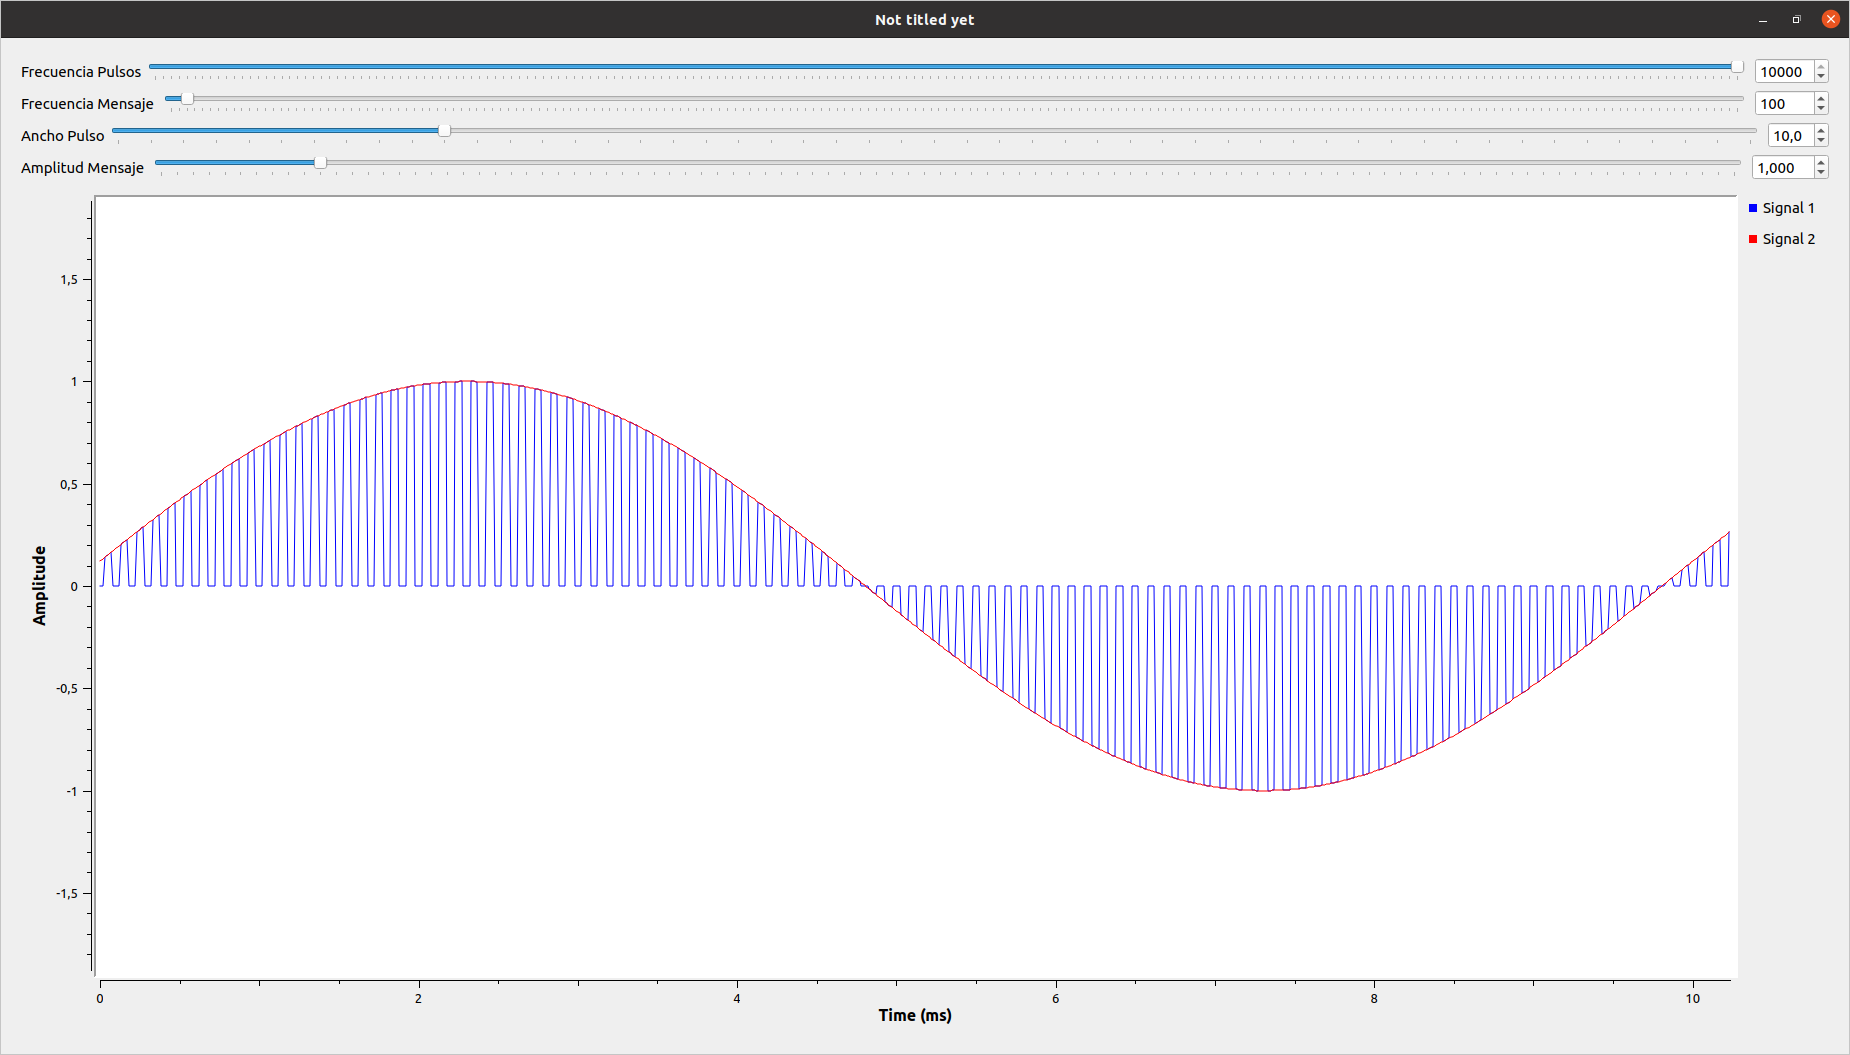 Not titled yet
Frecuencia Pulsos 10000
Frecuencia Mensaje 100
Ancho Pulso 10,0
Amplitud Mensaje 1,000
Signal 1
Signal 2
1,5
1
0,5
0
-0,5
-1
-1,5
Amplitude
0 2 4 6 8 10
Time (ms)